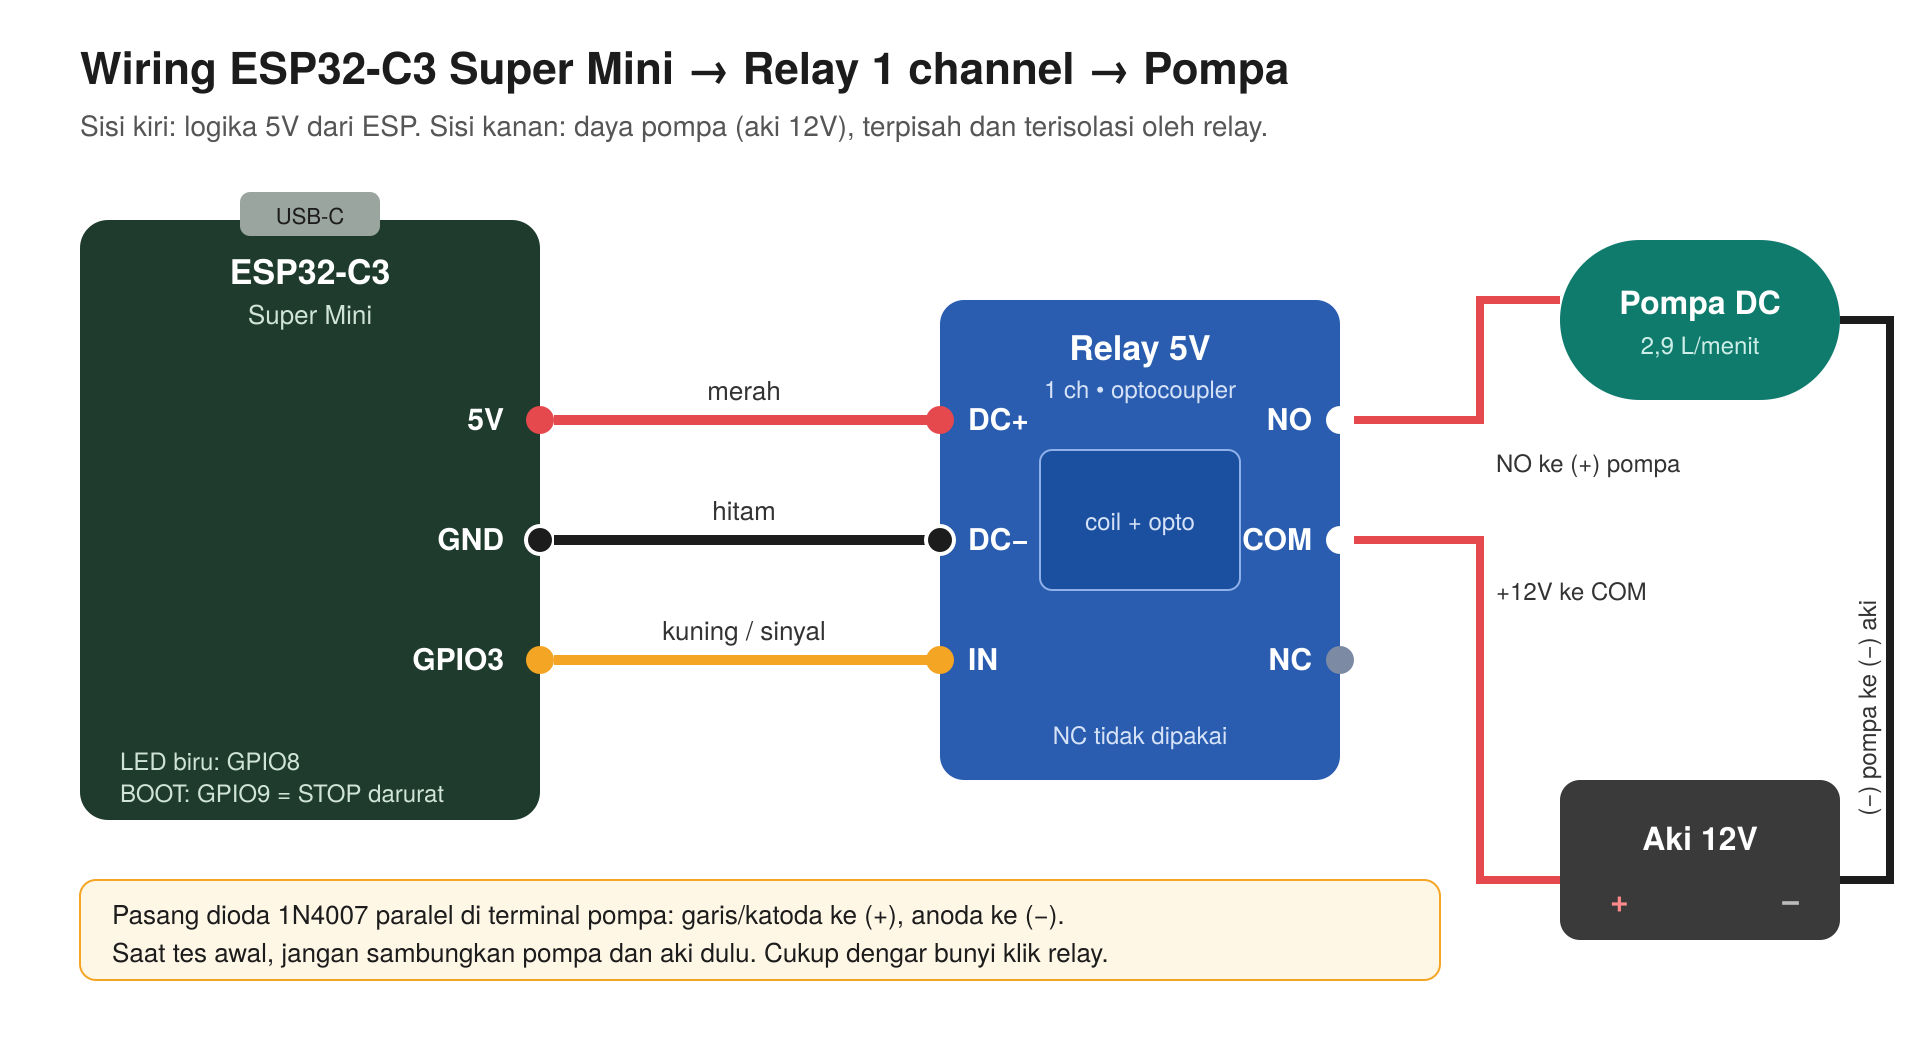 Wiring ESP32-C3 Super Mini → Relay 1 channel → Pompa
Sisi kiri: logika 5V dari ESP. Sisi kanan: daya pompa (aki 12V), terpisah dan terisolasi oleh relay.
USB-C
ESP32-C3
Super Mini
5V
GND
GPIO3
LED biru: GPIO8
BOOT: GPIO9 = STOP darurat
merah
hitam
kuning / sinyal
Relay 5V
1 ch • optocoupler
DC+
NO
coil + opto
DC−
COM
IN
NC
NC tidak dipakai
Pompa DC
2,9 L/menit
NO ke (+) pompa
+12V ke COM
(−) pompa ke (−) aki
Aki 12V
+ −
Pasang dioda 1N4007 paralel di terminal pompa: garis/katoda ke (+), anoda ke (−).
Saat tes awal, jangan sambungkan pompa dan aki dulu. Cukup dengar bunyi klik relay.